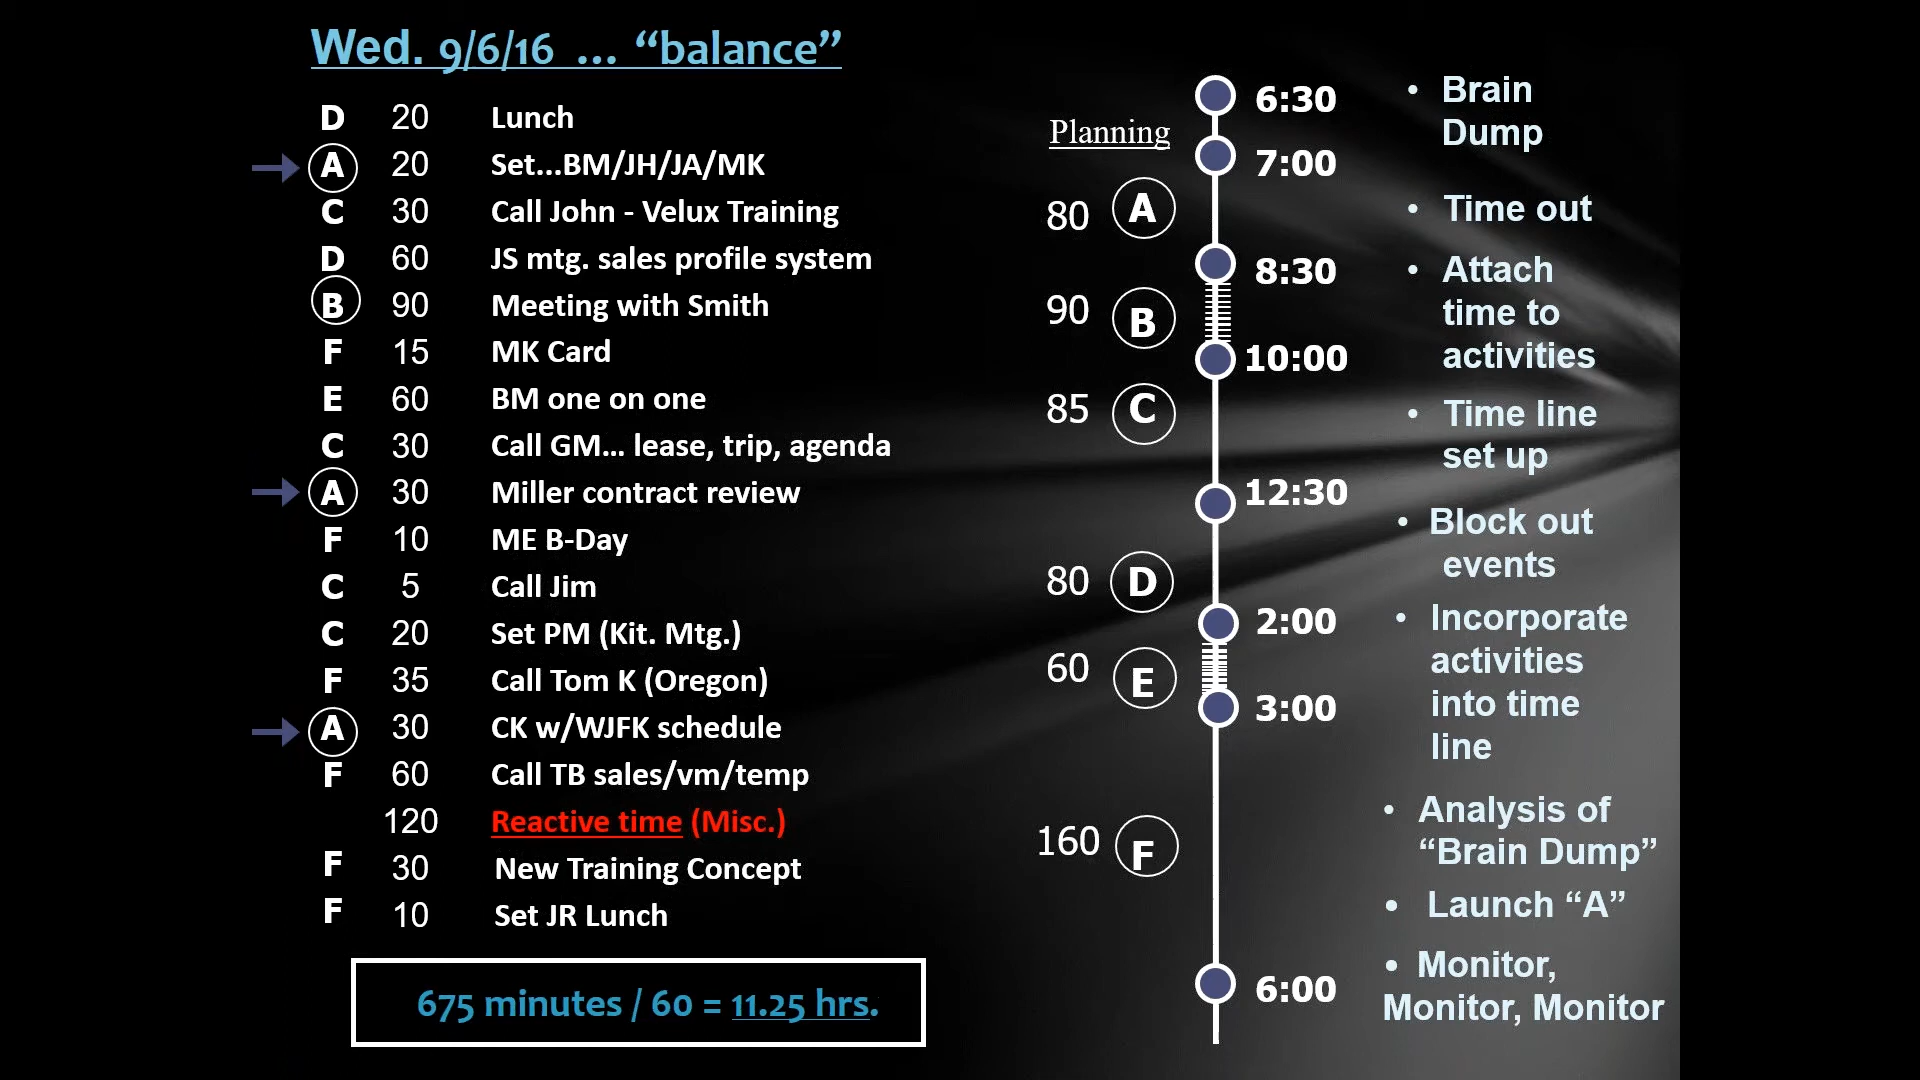 Wed. 9/6/16 ... “balance”
D 20 Lunch
A 20 Set...BM/JH/JA/MK
C 30 Call John - Velux Training
D 60 JS mtg. sales profile system
B 90 Meeting with Smith
F 15 MK Card
E 60 BM one on one
C 30 Call GM... lease, trip, agenda
A 30 Miller contract review
F 10 ME B-Day
C 5 Call Jim
C 20 Set PM (Kit. Mtg.)
F 35 Call Tom K (Oregon)
A 30 CK w/WJFK schedule
F 60 Call TB sales/vm/temp
120 Reactive time (Misc.)
F 30 New Training Concept
F 10 Set JR Lunch
675 minutes / 60 = 11.25 hrs.
6:30
Planning
7:00
80 A
8:30
90 B
10:00
85 C
12:30
80 D
2:00
60 E
3:00
160 F
6:00
• Brain
Dump
• Time out
• Attach
time to
activities
• Time line
set up
• Block out
events
• Incorporate
activities
into time
line
• Analysis of
“Brain Dump”
• Launch “A”
• Monitor,
Monitor, Monitor